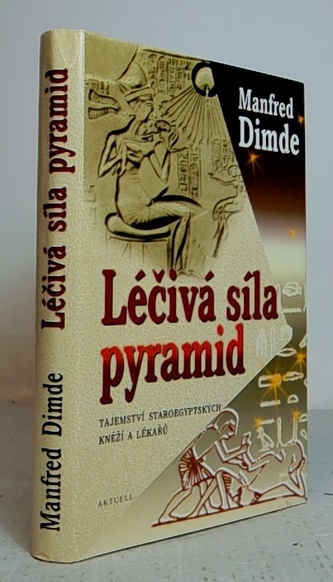 Manfred Dimde Léčivá síla pyramid
Manfred
Dimde
Léčivá síla
pyramid
TAJEMSTVÍ STAROEGYPTSKÝCH
KNĚŽÍ A LÉKAŘŮ
AKTUELL